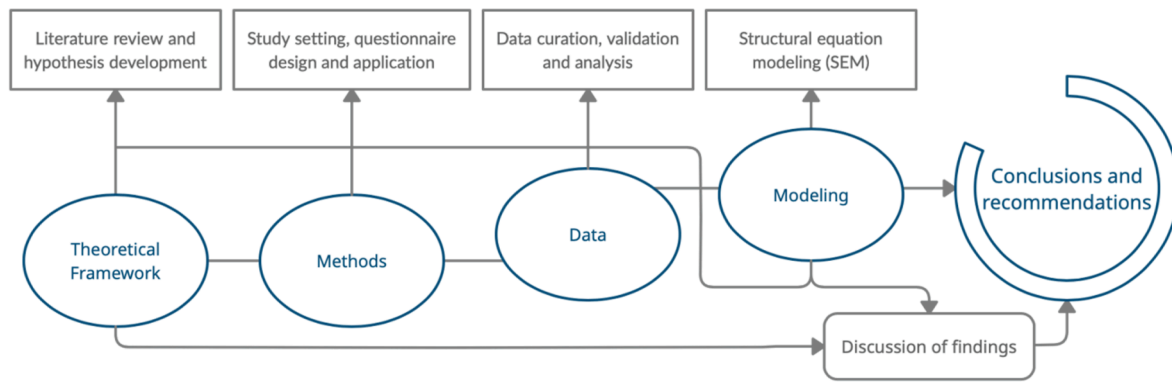 Literature review and
hypothesis development
Study setting, questionnaire
design and application
Data curation, validation
and analysis
Structural equation
modeling (SEM)
Theoretical
Framework
Methods
Data
Modeling
Conclusions and
recommendations
Discussion of findings